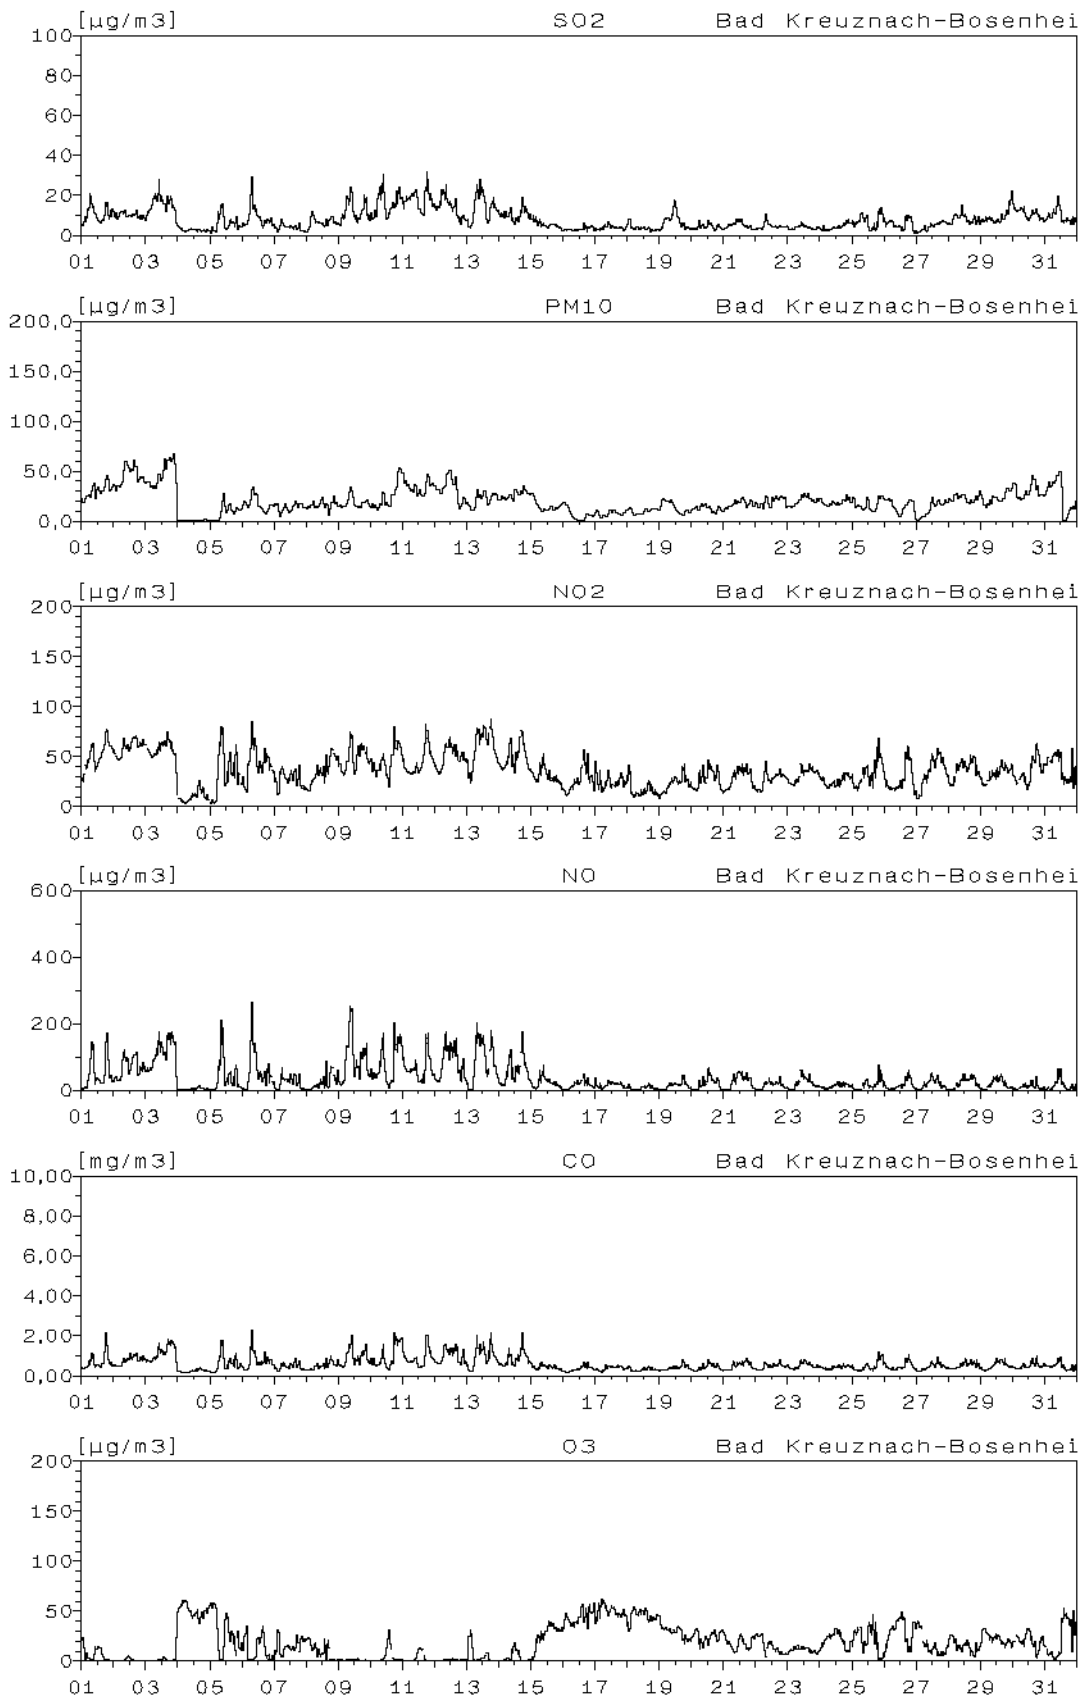 [µg/m3] SO2 Bad Kreuznach-Bosenhei
100
80
60
40
20
0
01 03 05 07 09 11 13 15 17 19 21 23 25 27 29 31
[µg/m3] PM10 Bad Kreuznach-Bosenhei
200,0
150,0
100,0
50,0
0,0
01 03 05 07 09 11 13 15 17 19 21 23 25 27 29 31
[µg/m3] NO2 Bad Kreuznach-Bosenhei
200
150
100
50
0
01 03 05 07 09 11 13 15 17 19 21 23 25 27 29 31
[µg/m3] NO Bad Kreuznach-Bosenhei
600
400
200
0
01 03 05 07 09 11 13 15 17 19 21 23 25 27 29 31
[mg/m3] CO Bad Kreuznach-Bosenhei
10,00
8,00
6,00
4,00
2,00
0,00
01 03 05 07 09 11 13 15 17 19 21 23 25 27 29 31
[µg/m3] O3 Bad Kreuznach-Bosenhei
200
150
100
50
0
01 03 05 07 09 11 13 15 17 19 21 23 25 27 29 31